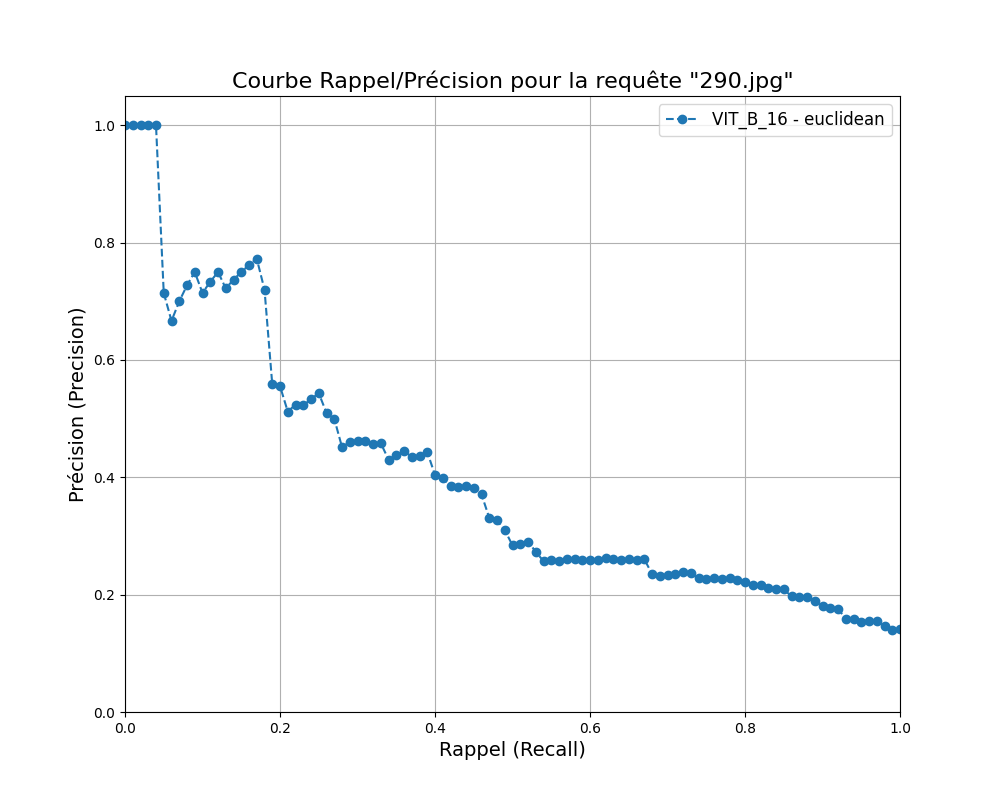 Courbe Rappel/Précision pour la requête "290.jpg"
VIT_B_16 - euclidean
1.0
0.8
0.6
0.4
0.2
0.0
Précision (Precision)
0.0 0.2 0.4 0.6 0.8 1.0
Rappel (Recall)